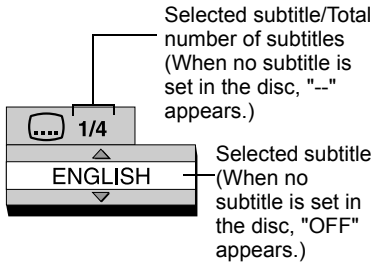 Selected subtitle/Total
number of subtitles
(When no subtitle is
set in the disc, "--"
appears.)
1/4
ENGLISH
Selected subtitle
(When no
subtitle is set in
the disc, "OFF"
appears.)